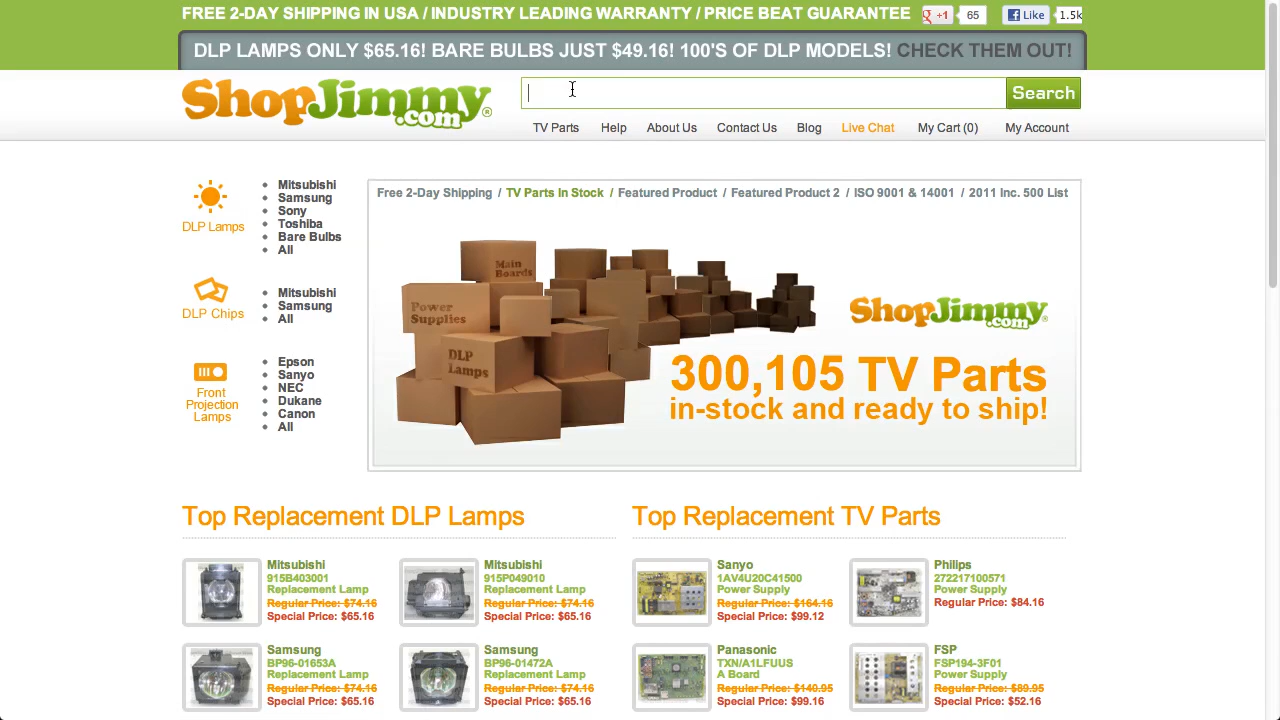 FREE 2-DAY SHIPPING IN USA / INDUSTRY LEADING WARRANTY / PRICE BEAT GUARANTEE
+1 65
Like 1.5k
DLP LAMPS ONLY $65.16! BARE BULBS JUST $49.16! 100'S OF DLP MODELS! CHECK THEM OUT!
ShopJimmy.com®
Search
TV Parts Help About Us Contact Us Blog Live Chat My Cart (0) My Account
DLP Lamps
Mitsubishi
Samsung
Sony
Toshiba
Bare Bulbs
All
DLP Chips
Mitsubishi
Samsung
All
Front
Projection
Lamps
Epson
Sanyo
NEC
Dukane
Canon
All
Free 2-Day Shipping / TV Parts In Stock / Featured Product / Featured Product 2 / ISO 9001 & 14001 / 2011 Inc. 500 List
Main
Boards
Power
Supplies
DLP
Lamps
ShopJimmy.com®
300,105 TV Parts
in-stock and ready to ship!
Top Replacement DLP Lamps
Mitsubishi
915B403001
Replacement Lamp
Regular Price: $74.16
Special Price: $65.16
Mitsubishi
915P049010
Replacement Lamp
Regular Price: $74.16
Special Price: $65.16
Samsung
BP96-01653A
Replacement Lamp
Regular Price: $74.16
Special Price: $65.16
Samsung
BP96-01472A
Replacement Lamp
Regular Price: $74.16
Special Price: $65.16
Top Replacement TV Parts
Sanyo
1AV4U20C41500
Power Supply
Regular Price: $164.16
Special Price: $99.12
Philips
272217100571
Power Supply
Regular Price: $84.16
Panasonic
TXN/A1LFUUS
A Board
Regular Price: $140.95
Special Price: $99.16
FSP
FSP194-3F01
Power Supply
Regular Price: $89.95
Special Price: $52.16